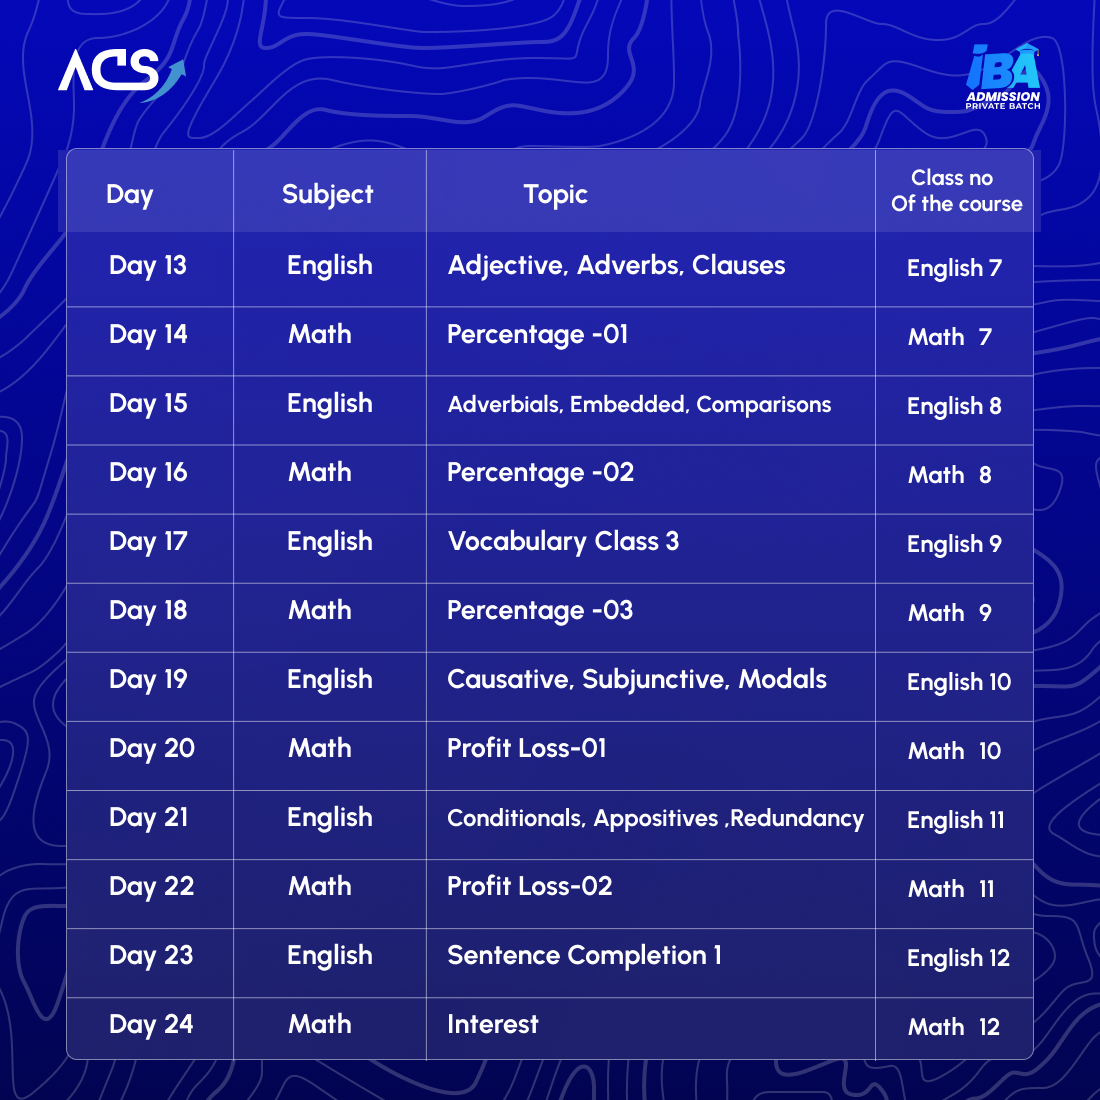 ACS
iBA
ADMISSION
PRIVATE BATCH
Day Subject Topic Class no
Of the course
Day 13 English Adjective, Adverbs, Clauses English 7
Day 14 Math Percentage -01 Math 7
Day 15 English Adverbials, Embedded, Comparisons English 8
Day 16 Math Percentage -02 Math 8
Day 17 English Vocabulary Class 3 English 9
Day 18 Math Percentage -03 Math 9
Day 19 English Causative, Subjunctive, Modals English 10
Day 20 Math Profit Loss-01 Math 10
Day 21 English Conditionals, Appositives ,Redundancy English 11
Day 22 Math Profit Loss-02 Math 11
Day 23 English Sentence Completion 1 English 12
Day 24 Math Interest Math 12